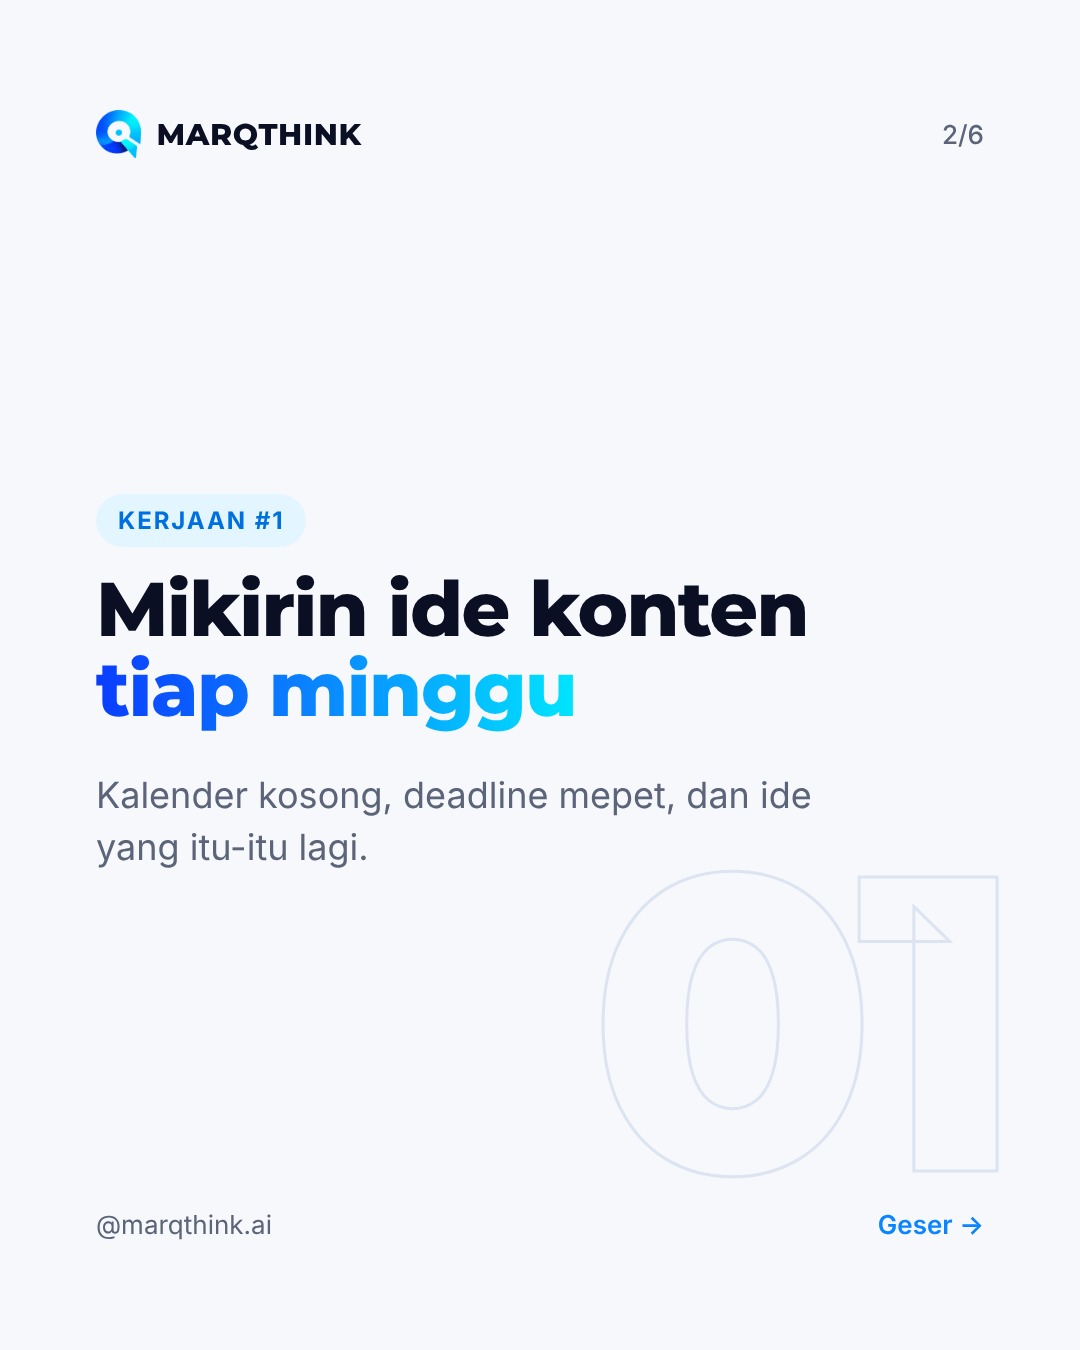 MARQTHINK
2/6
KERJAAN #1
Mikirin ide konten
tiap minggu
Kalender kosong, deadline mepet, dan ide
yang itu-itu lagi.
01
@marqthink.ai
Geser →